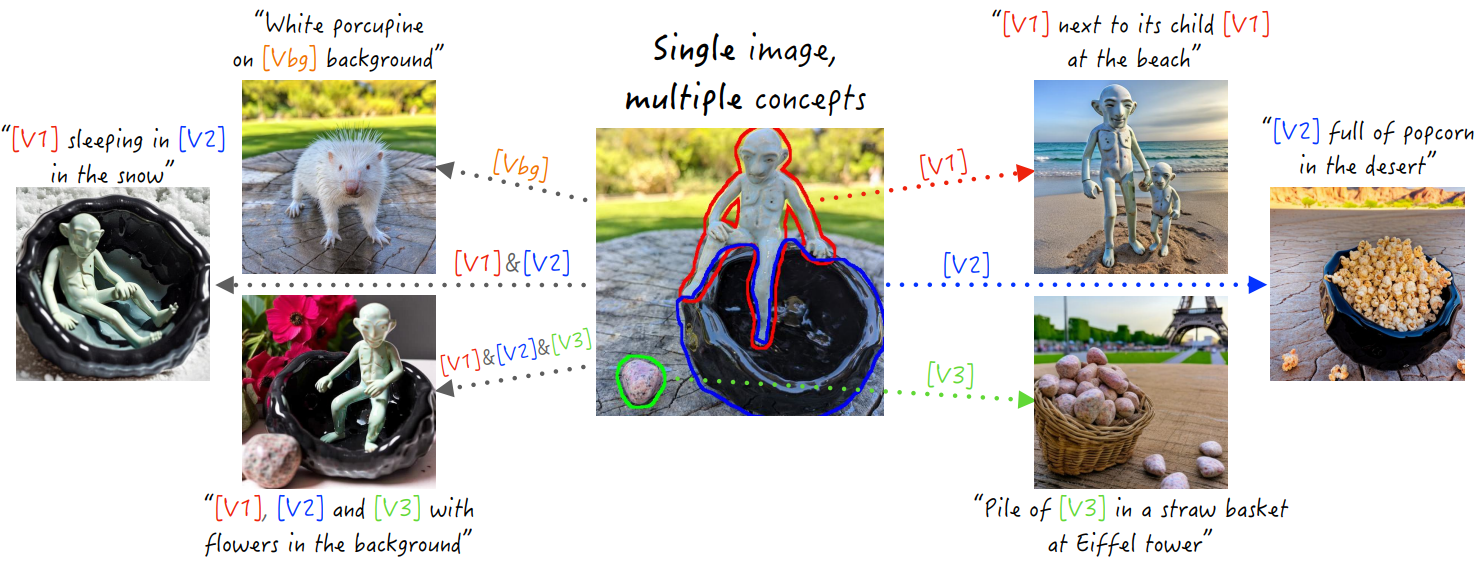 "White porcupine
on [Vbg] background"
Single image,
multiple concepts
"[V1] next to its child [V1]
at the beach"
"[V1] sleeping in [V2]
in the snow"
"[V2] full of popcorn
in the desert"
[Vbg]
[V1]
[V1]&[V2]
[V2]
[V1]&[V2]&[V3]
[V3]
"[V1], [V2] and [V3] with
flowers in the background"
"Pile of [V3] in a straw basket
at Eiffel tower"